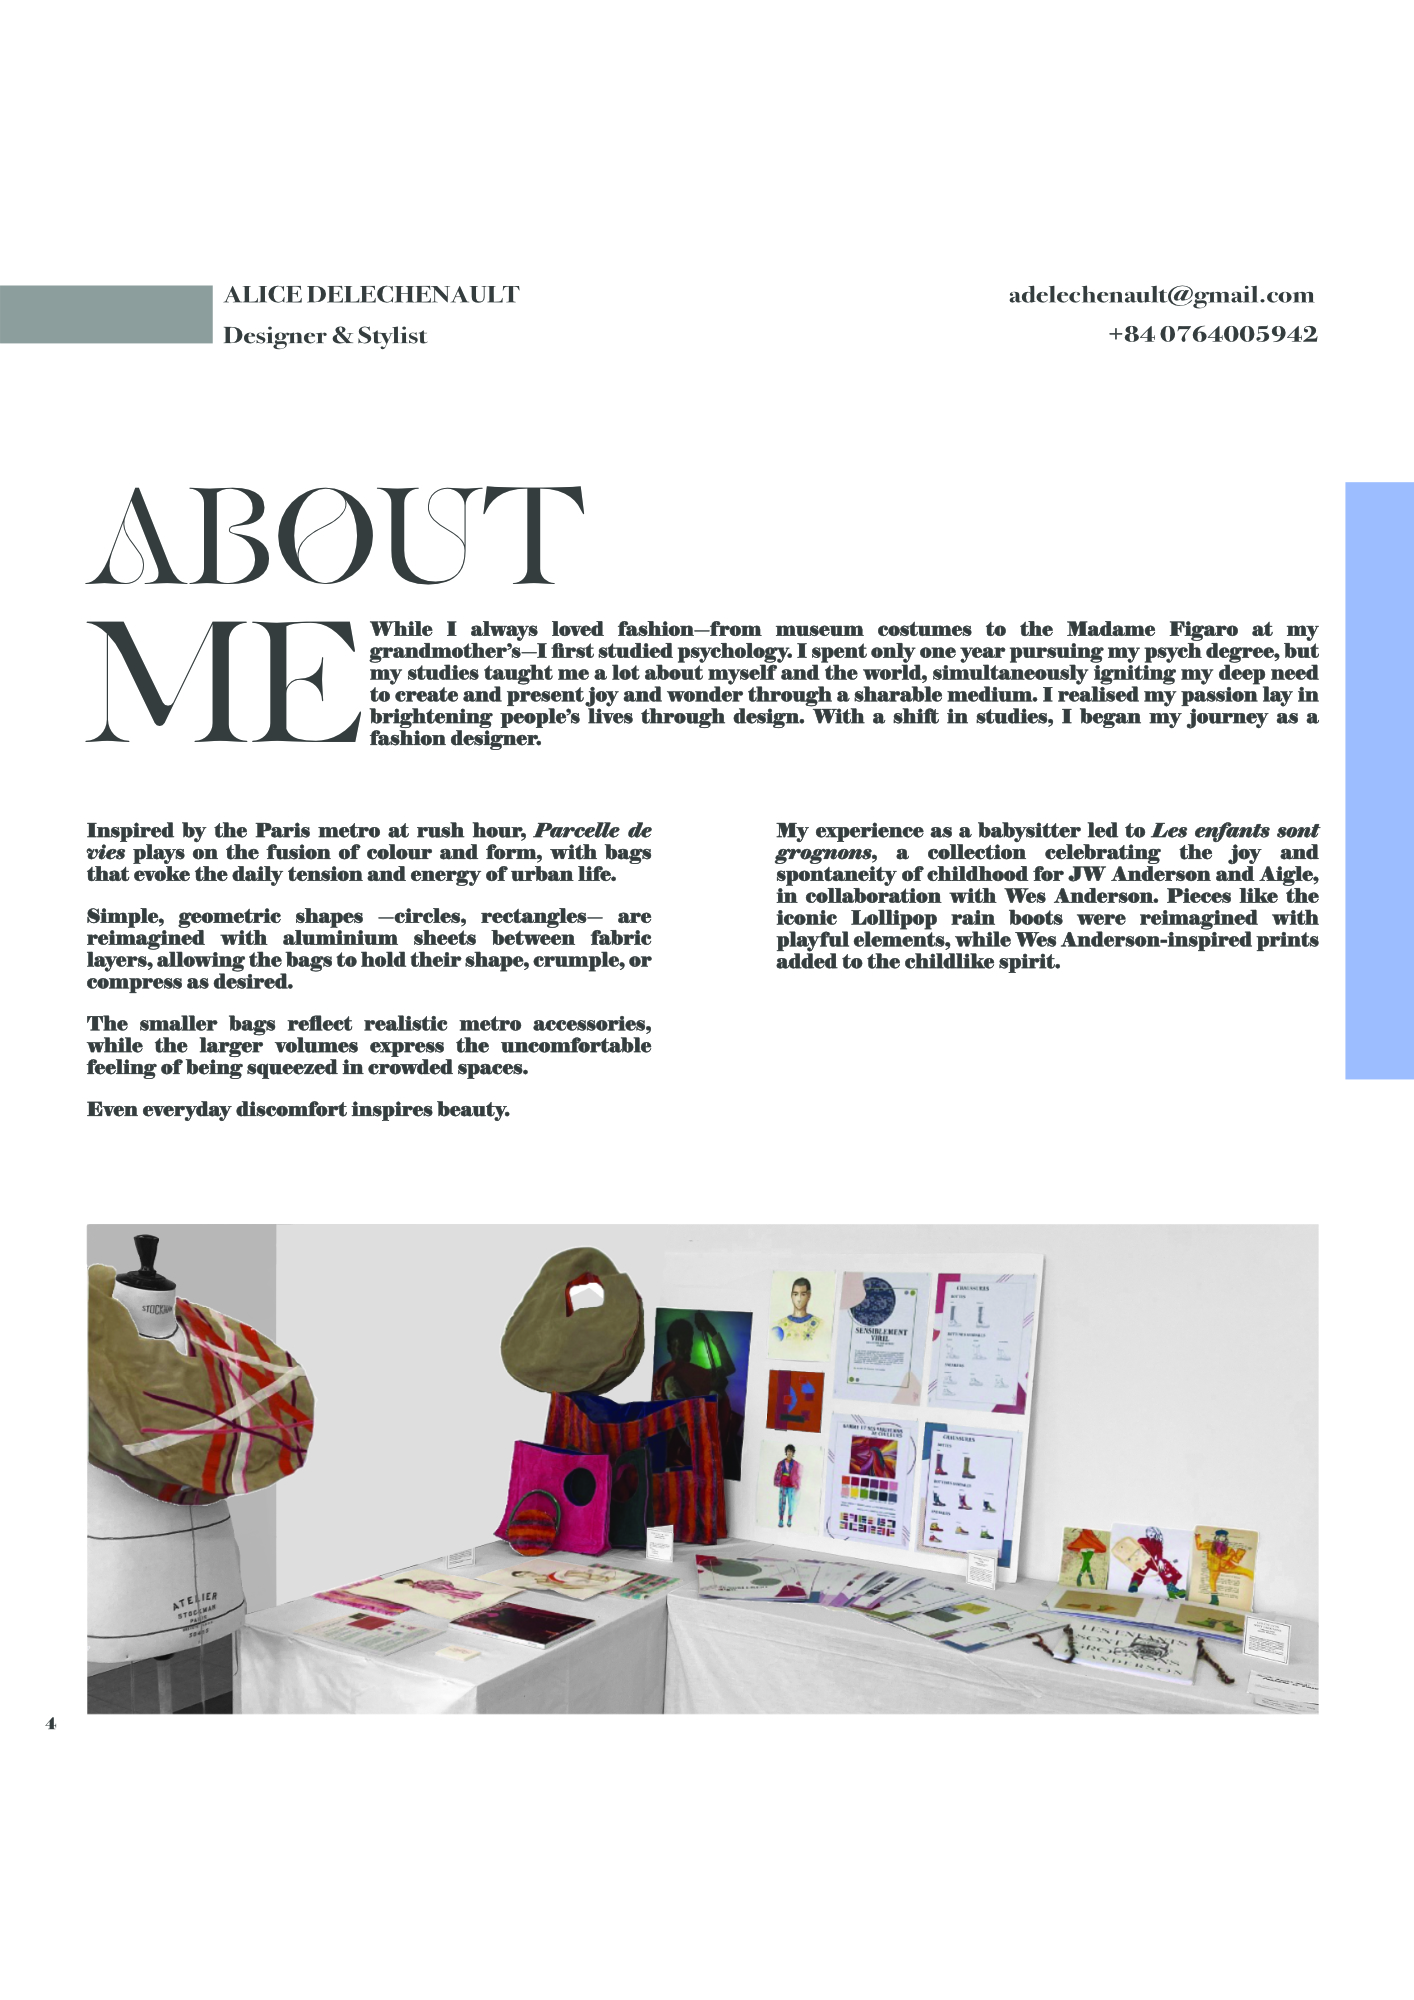 ALICE DELECHENAULT
Designer & Stylist
adelechenault@gmail.com
+84 0764005942
ABOUT
ME
While I always loved fashion—from museum costumes to the Madame Figaro at my
grandmother’s—I first studied psychology. I spent only one year pursuing my psych degree, but
my studies taught me a lot about myself and the world, simultaneously igniting my deep need
to create and present joy and wonder through a sharable medium. I realised my passion lay in
brightening people’s lives through design. With a shift in studies, I began my journey as a
fashion designer.
Inspired by the Paris metro at rush hour, Parcelle de
vies plays on the fusion of colour and form, with bags
that evoke the daily tension and energy of urban life.
Simple, geometric shapes —circles, rectangles— are
reimagined with aluminium sheets between fabric
layers, allowing the bags to hold their shape, crumple, or
compress as desired.
The smaller bags reflect realistic metro accessories,
while the larger volumes express the uncomfortable
feeling of being squeezed in crowded spaces.
Even everyday discomfort inspires beauty.
My experience as a babysitter led to Les enfants sont
grognons, a collection celebrating the joy and
spontaneity of childhood for JW Anderson and Aigle,
in collaboration with Wes Anderson. Pieces like the
iconic Lollipop rain boots were reimagined with
playful elements, while Wes Anderson-inspired prints
added to the childlike spirit.
STOCKMAN
ATELIER
STOCKMAN
PARIS
SENSIBLEMENT
VIRIL
CHAUSSURES
CHAUSSURES
LES ENFANTS
SONT
GROGNONS
ANDERSON
4